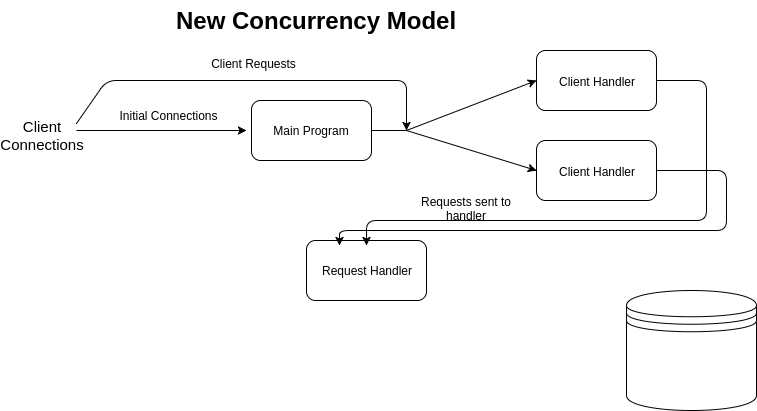 New Concurrency Model
Client Requests
Client
Connections
Initial Connections
Main Program
Client Handler
Client Handler
Requests sent to
handler
Request Handler